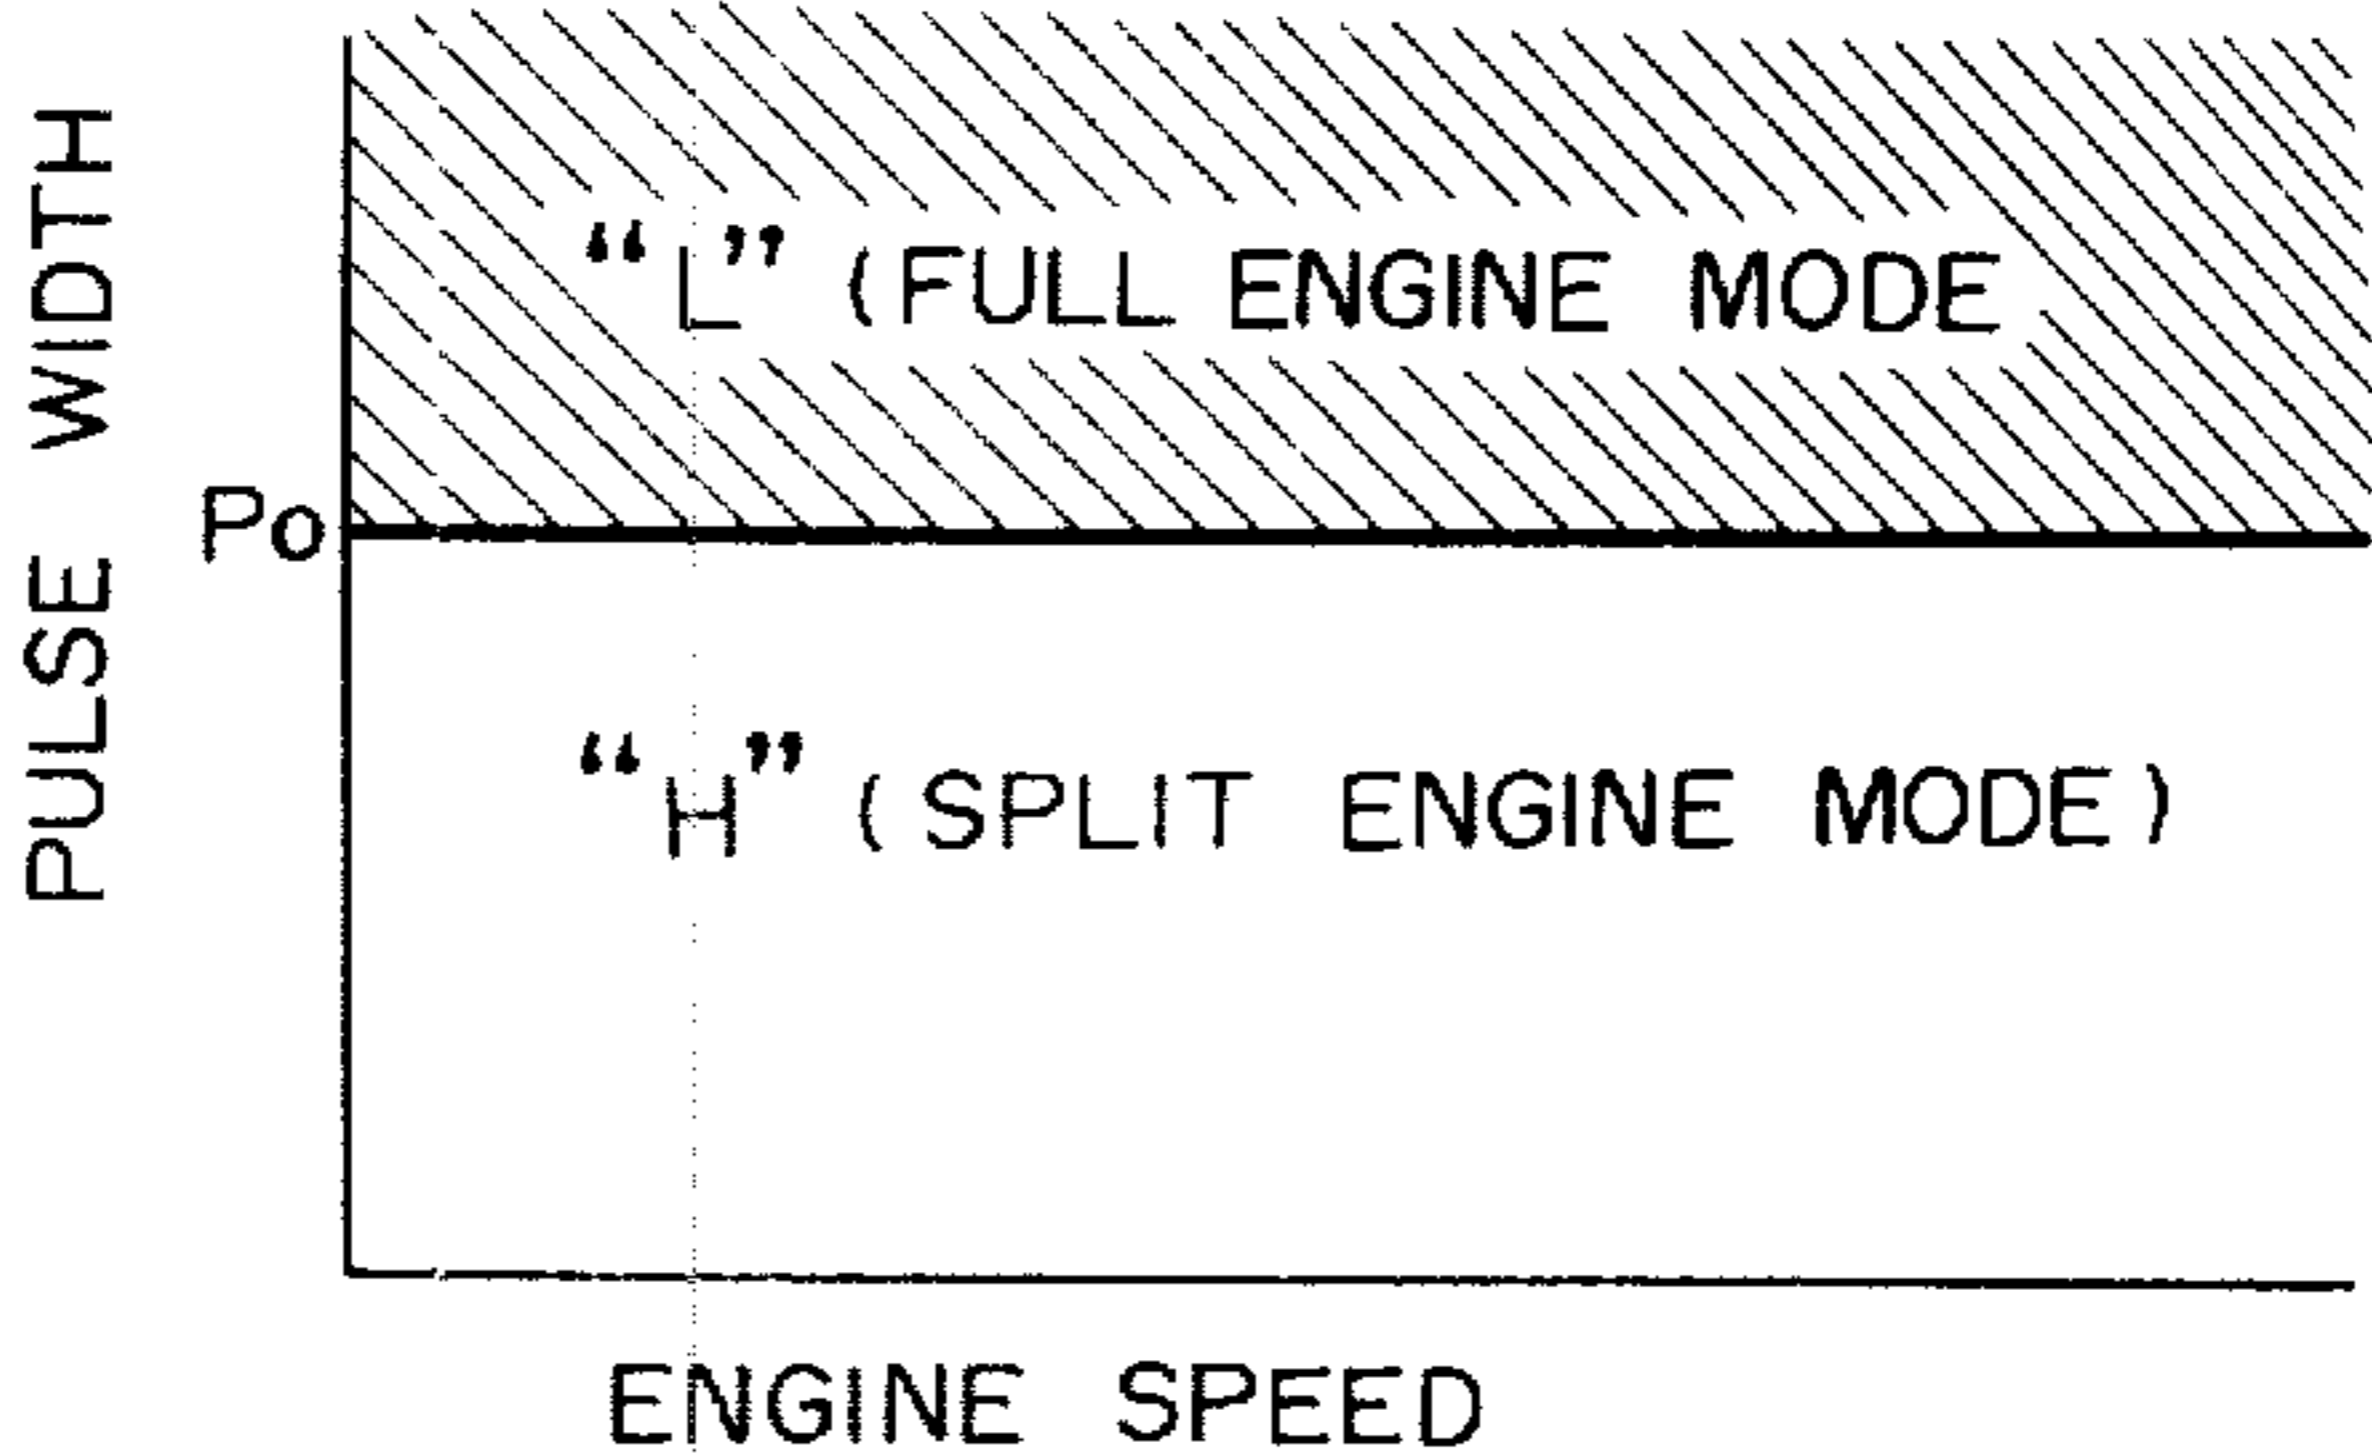 PULSE WIDTH
“L” (FULL ENGINE MODE
Po
“H” (SPLIT ENGINE MODE)
ENGINE SPEED